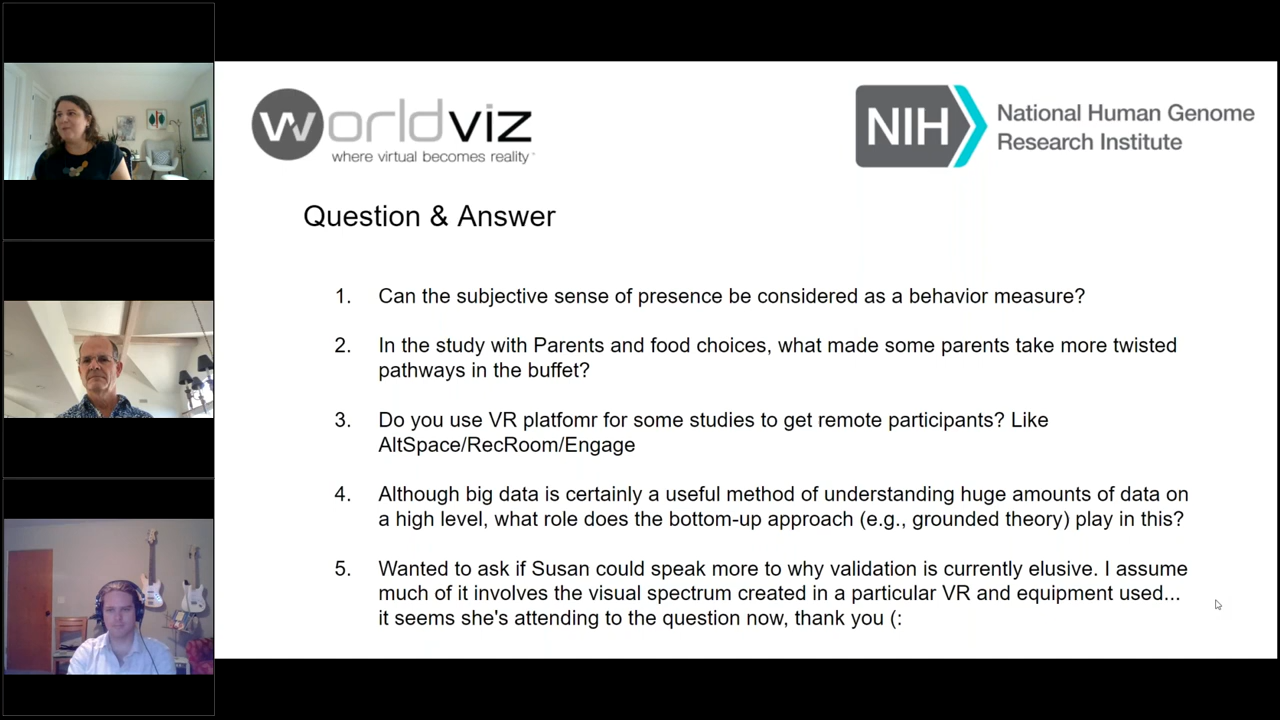 worldviz
where virtual becomes reality™
NIH
National Human Genome
Research Institute
Question & Answer
1. Can the subjective sense of presence be considered as a behavior measure?
2. In the study with Parents and food choices, what made some parents take more twisted
pathways in the buffet?
3. Do you use VR platfomr for some studies to get remote participants? Like
AltSpace/RecRoom/Engage
4. Although big data is certainly a useful method of understanding huge amounts of data on
a high level, what role does the bottom-up approach (e.g., grounded theory) play in this?
5. Wanted to ask if Susan could speak more to why validation is currently elusive. I assume
much of it involves the visual spectrum created in a particular VR and equipment used...
it seems she's attending to the question now, thank you (: